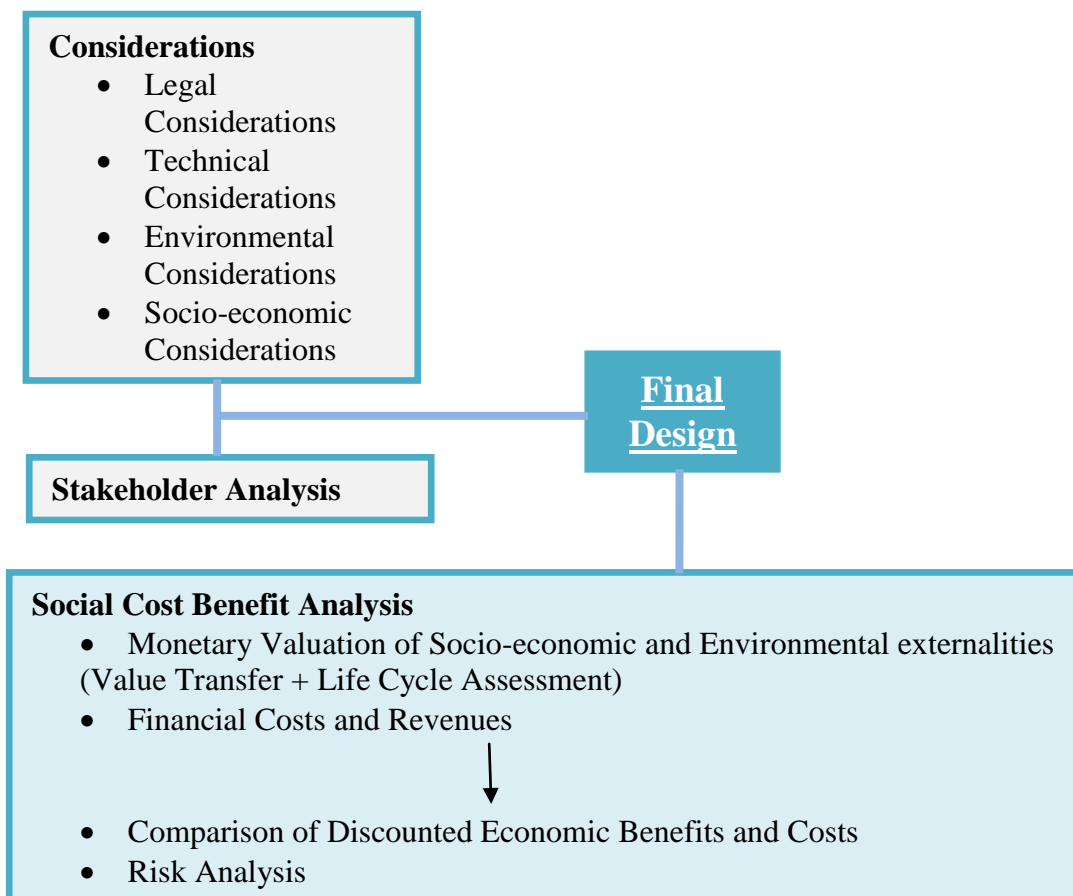 Considerations
• Legal
Considerations
• Technical
Considerations
• Environmental
Considerations
• Socio-economic
Considerations
Final
Design
Stakeholder Analysis
Social Cost Benefit Analysis
• Monetary Valuation of Socio-economic and Environmental externalities
(Value Transfer + Life Cycle Assessment)
• Financial Costs and Revenues
• Comparison of Discounted Economic Benefits and Costs
• Risk Analysis